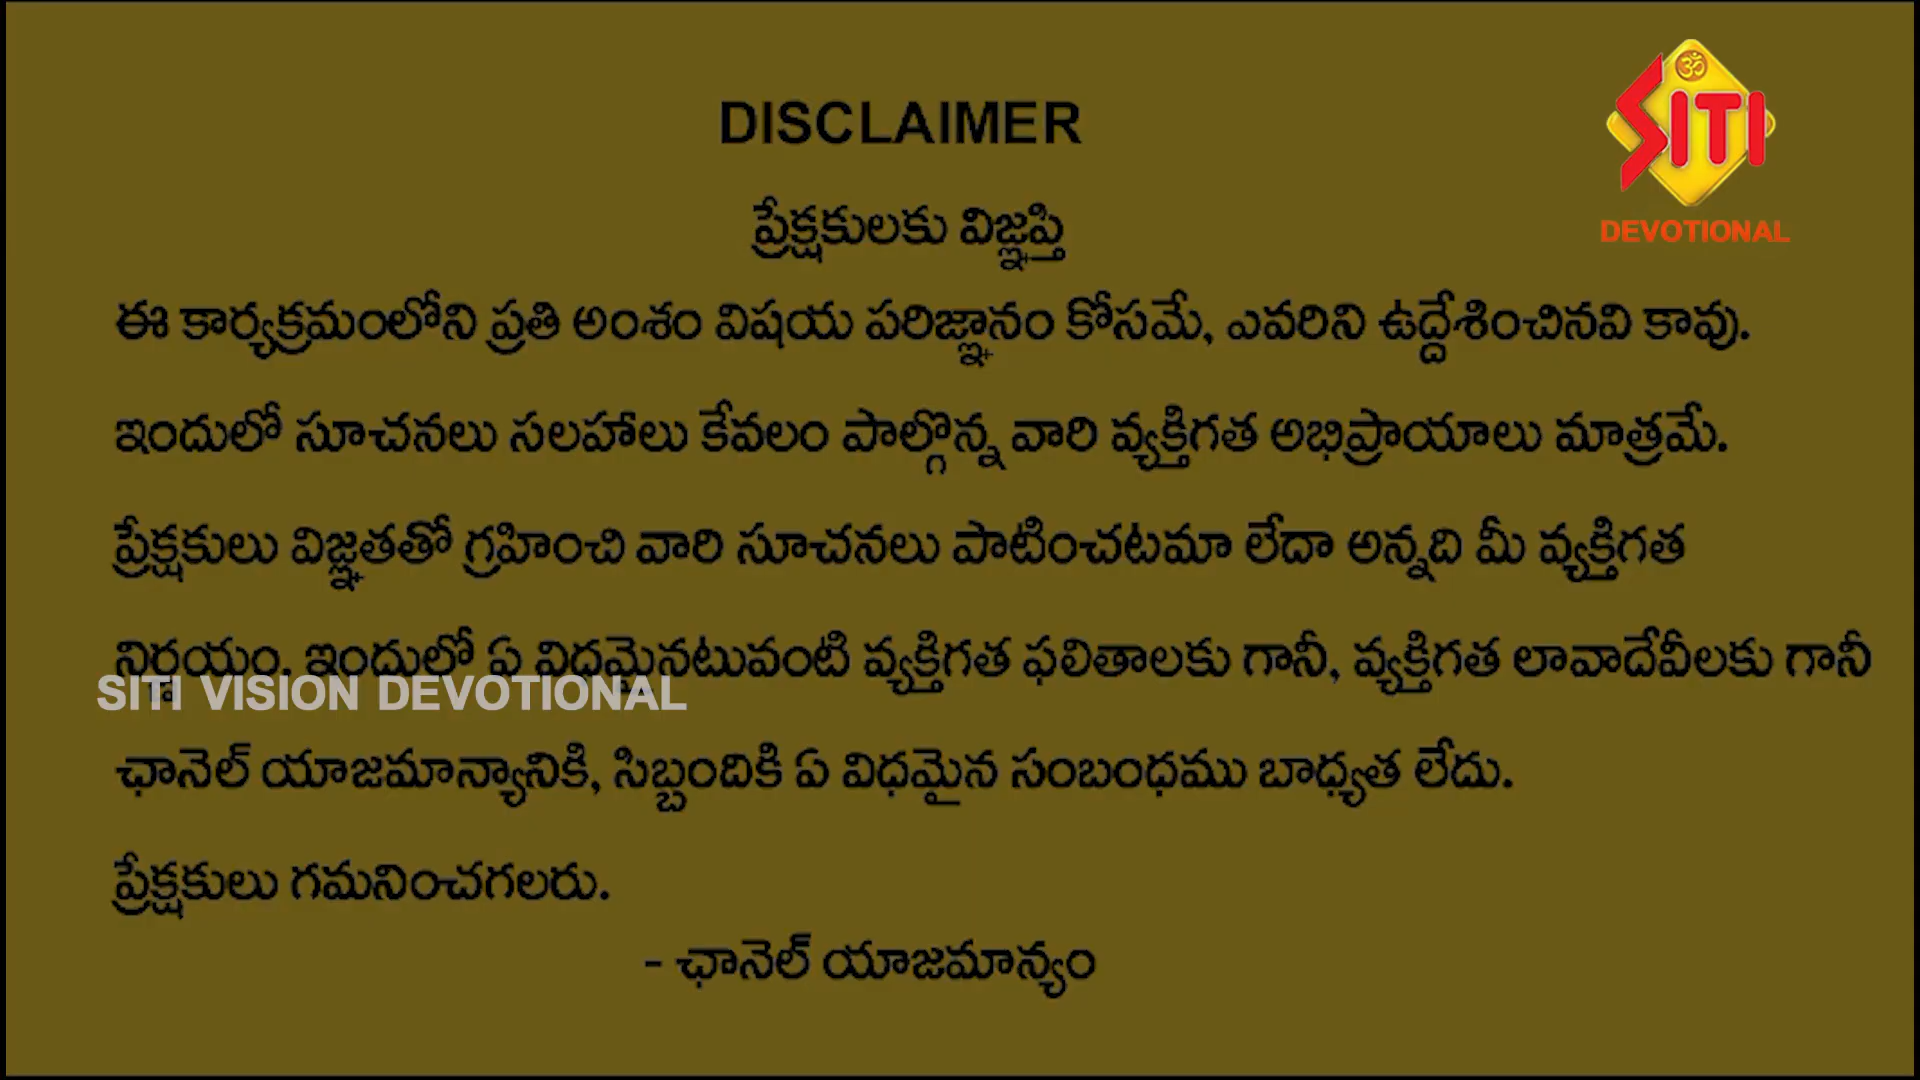 DISCLAIMER
ॐ
SITI
DEVOTIONAL
ప్రేక్షకులకు విజ్ఞప్తి
ఈ కార్యక్రమంలోని ప్రతి అంశం విషయ పరిజ్ఞానం కోసమే, ఎవరిని ఉద్దేశించినవి కావు.
ఇందులో సూచనలు సలహాలు కేవలం పాల్గొన్న వారి వ్యక్తిగత అభిప్రాయాలు మాత్రమే.
ప్రేక్షకులు విజ్ఞతతో గ్రహించి వారి సూచనలు పాటించటమా లేదా అన్నది మీ వ్యక్తిగత
నిర్ణయం. ఇందులో ఏ విధమైనటువంటి వ్యక్తిగత ఫలితాలకు గానీ, వ్యక్తిగత లావాదేవీలకు గానీ
SITI VISION DEVOTIONAL
ఛానెల్ యాజమాన్యానికి, సిబ్బందికి ఏ విధమైన సంబంధము బాధ్యత లేదు.
ప్రేక్షకులు గమనించగలరు.
- ఛానెల్ యాజమాన్యం